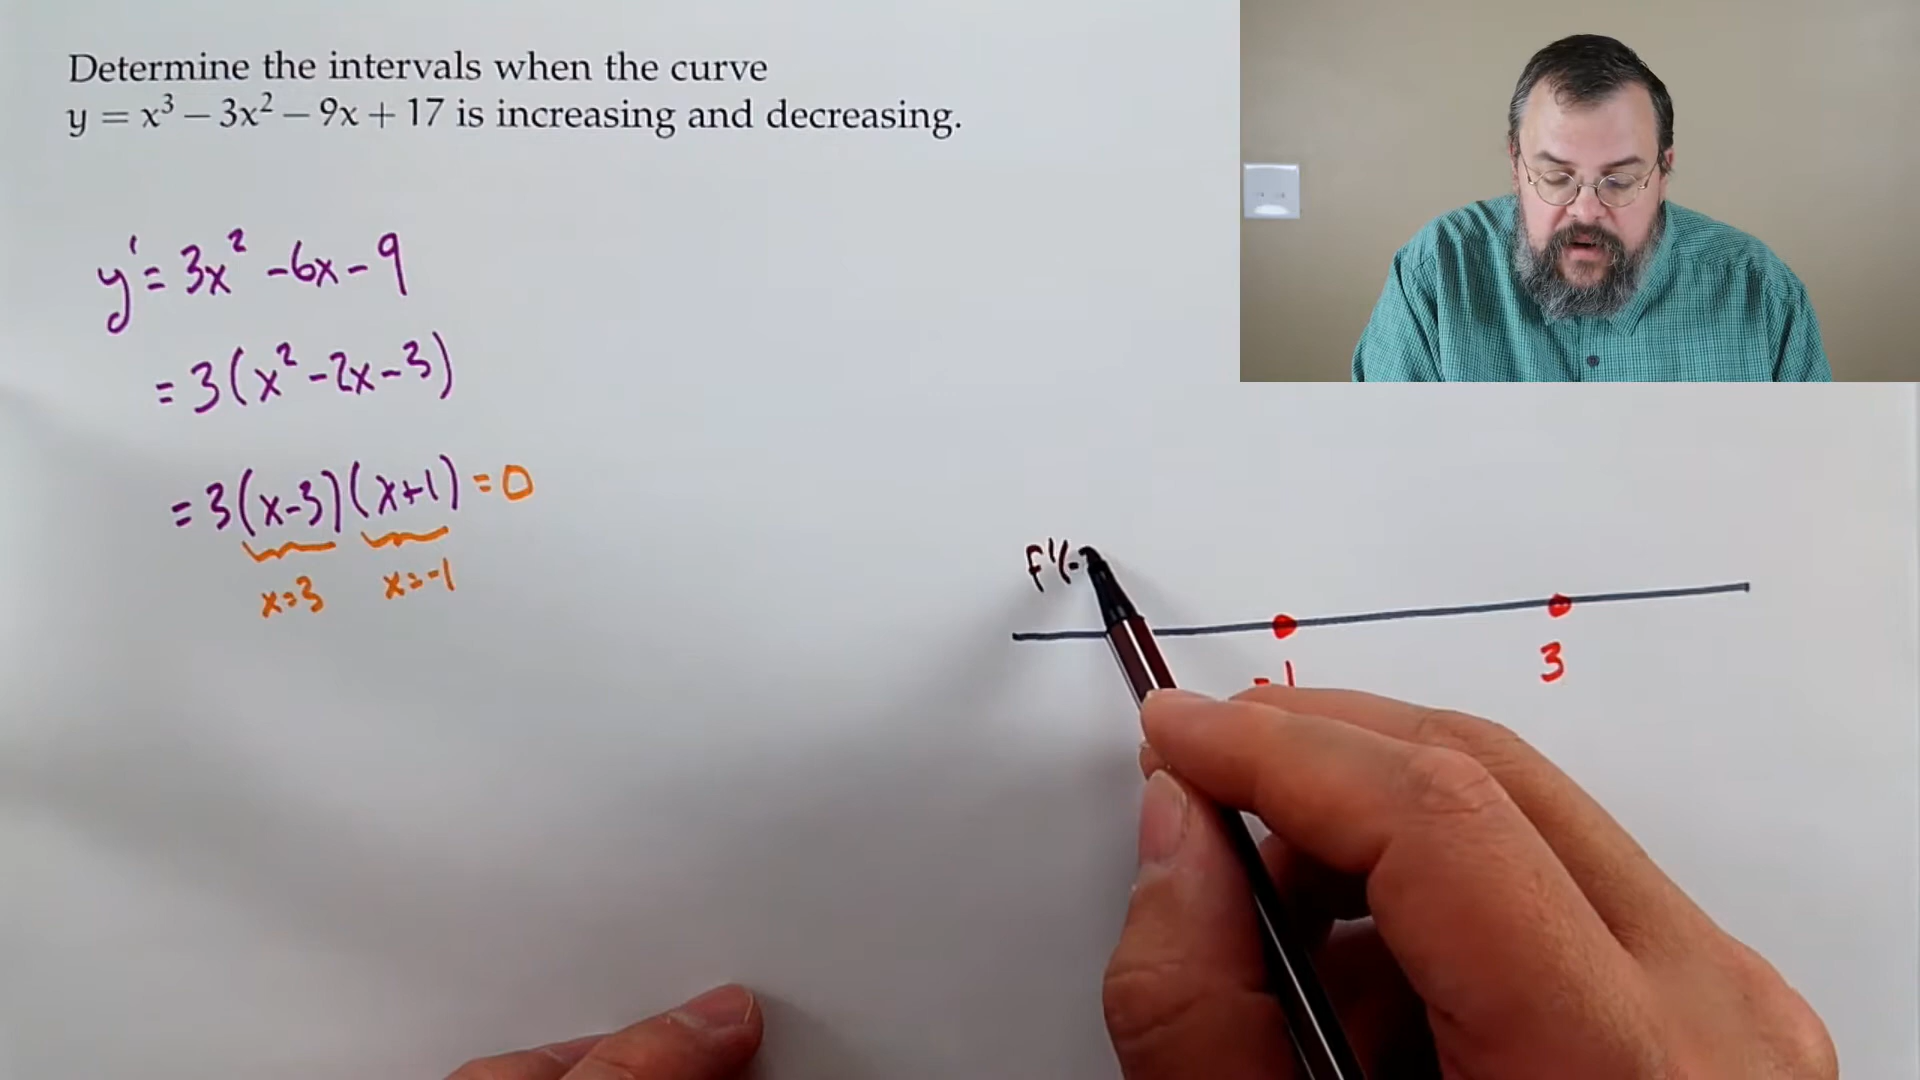 Determine the intervals when the curve
y = x³ − 3x² − 9x + 17 is increasing and decreasing.
y' = 3x² - 6x - 9
= 3(x² - 2x - 3)
= 3(x-3)(x+1) = 0
x=3 x=-1
f'(-
-1 3